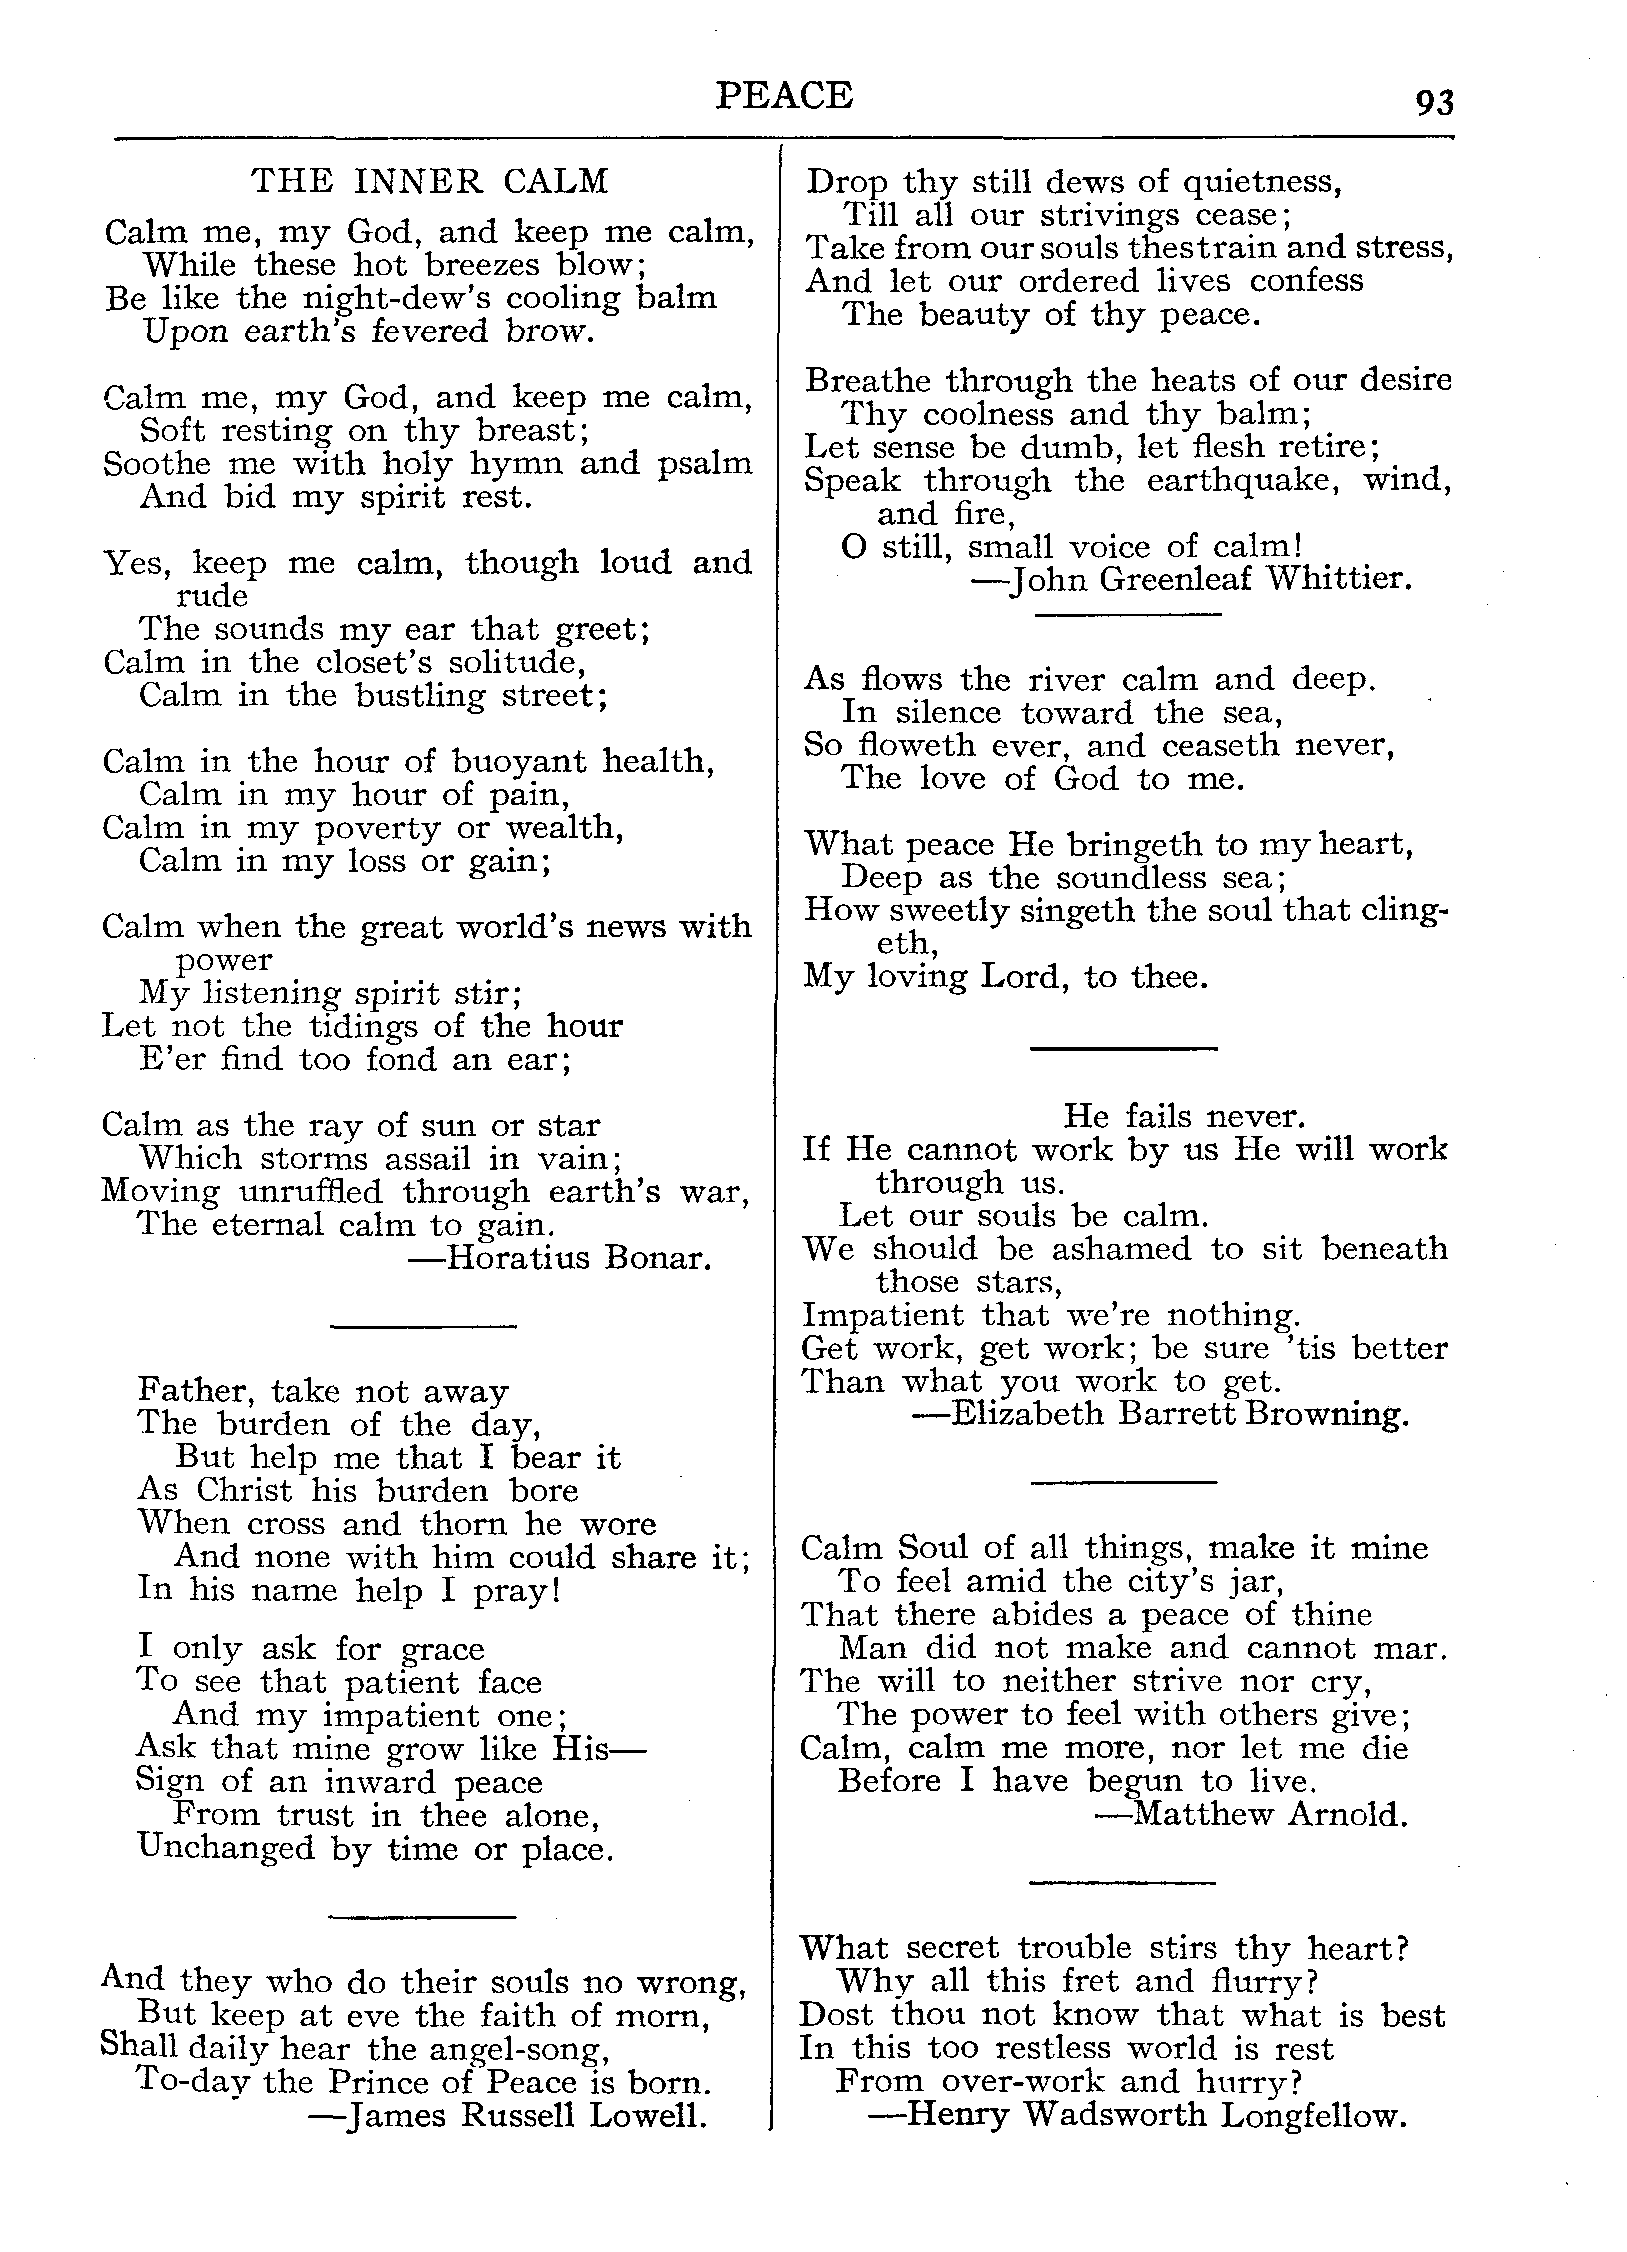 PEACE
93
THE INNER CALM
Calm me, my God, and keep me calm,
While these hot breezes blow;
Be like the night-dew's cooling balm
Upon earth's fevered brow.
Calm me, my God, and keep me calm,
Soft resting on thy breast;
Soothe me with holy hymn and psalm
And bid my spirit rest.
Yes, keep me calm, though loud and
rude
The sounds my ear that greet;
Calm in the closet's solitude,
Calm in the bustling street;
Calm in the hour of buoyant health,
Calm in my hour of pain,
Calm in my poverty or wealth,
Calm in my loss or gain;
Calm when the great world's news with
power
My listening spirit stir;
Let not the tidings of the hour
E'er find too fond an ear;
Calm as the ray of sun or star
Which storms assail in vain;
Moving unruffled through earth's war,
The eternal calm to gain.
—Horatius Bonar.
Father, take not away
The burden of the day,
But help me that I bear it
As Christ his burden bore
When cross and thorn he wore
And none with him could share it;
In his name help I pray!
I only ask for grace
To see that patient face
And my impatient one;
Ask that mine grow like His—
Sign of an inward peace
From trust in thee alone,
Unchanged by time or place.
And they who do their souls no wrong,
But keep at eve the faith of morn,
Shall daily hear the angel-song,
To-day the Prince of Peace is born.
—James Russell Lowell.
Drop thy still dews of quietness,
Till all our strivings cease;
Take from our souls the strain and stress,
And let our ordered lives confess
The beauty of thy peace.
Breathe through the heats of our desire
Thy coolness and thy balm;
Let sense be dumb, let flesh retire;
Speak through the earthquake, wind,
and fire,
O still, small voice of calm!
—John Greenleaf Whittier.
As flows the river calm and deep.
In silence toward the sea,
So floweth ever, and ceaseth never,
The love of God to me.
What peace He bringeth to my heart,
Deep as the soundless sea;
How sweetly singeth the soul that cling-
eth,
My loving Lord, to thee.
He fails never.
If He cannot work by us He will work
through us.
Let our souls be calm.
We should be ashamed to sit beneath
those stars,
Impatient that we're nothing.
Get work, get work; be sure 'tis better
Than what you work to get.
—Elizabeth Barrett Browning.
Calm Soul of all things, make it mine
To feel amid the city's jar,
That there abides a peace of thine
Man did not make and cannot mar.
The will to neither strive nor cry,
The power to feel with others give;
Calm, calm me more, nor let me die
Before I have begun to live.
—Matthew Arnold.
What secret trouble stirs thy heart?
Why all this fret and flurry?
Dost thou not know that what is best
In this too restless world is rest
From over-work and hurry?
—Henry Wadsworth Longfellow.